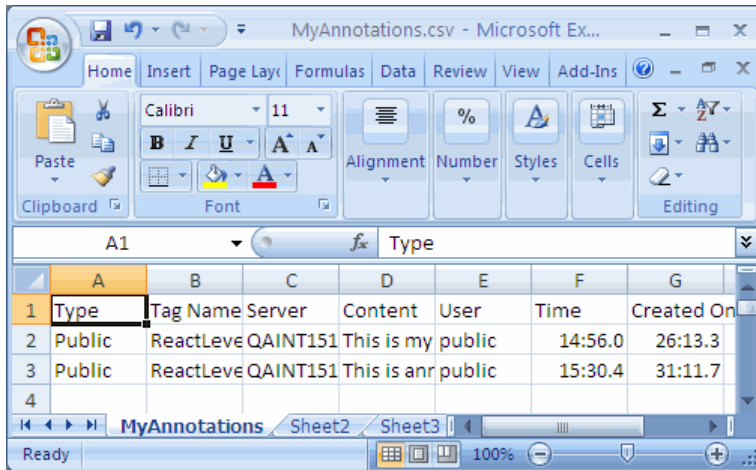 MyAnnotations.csv - Microsoft Ex...
Home Insert Page Layo Formulas Data Review View Add-Ins
Calibri 11
B I U A A
% A Σ
Paste Alignment Number Styles Cells
Clipboard Font Editing
A1 fx Type
A B C D E F G
1 Type Tag Name Server Content User Time Created On
2 Public ReactLeve QAINT151 This is my public 14:56.0 26:13.3
3 Public ReactLeve QAINT151 This is anr public 15:30.4 31:11.7
4
MyAnnotations Sheet2 Sheet3
Ready 100%